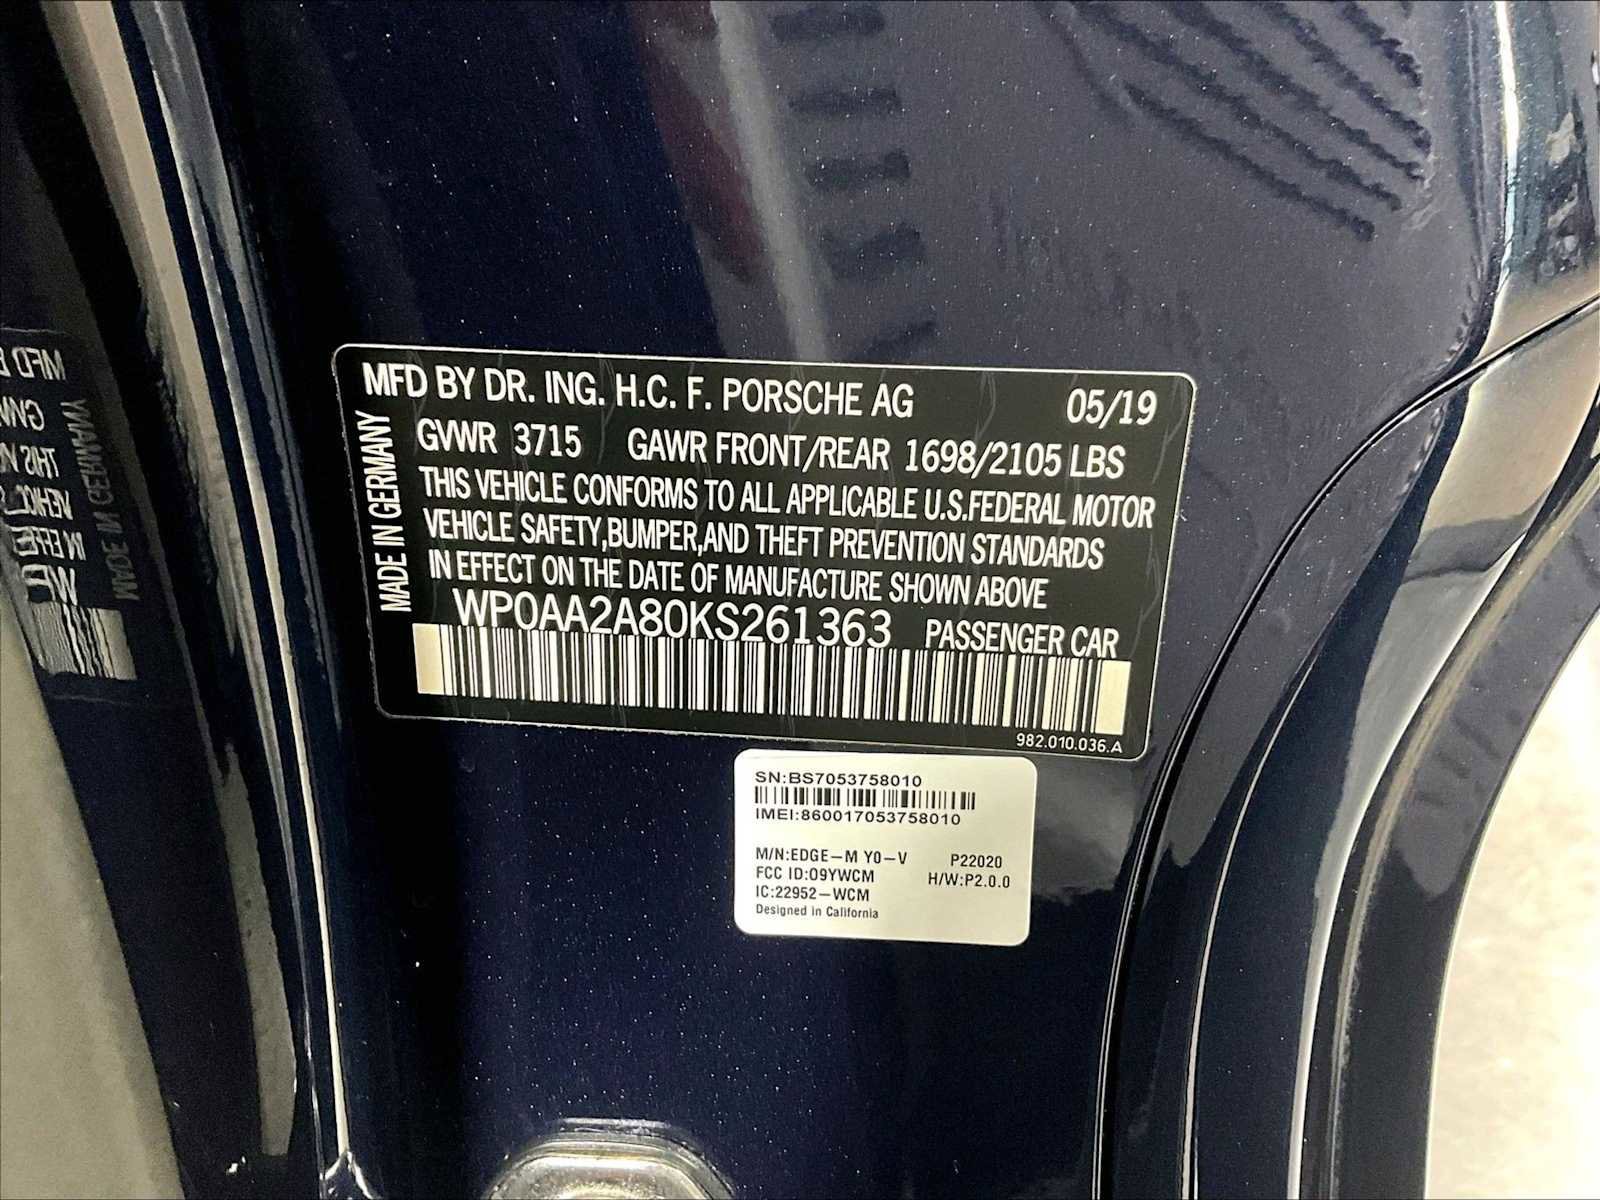 MFD BY DR. ING. H.C. F. PORSCHE AG 05/19
GVWR 3715 GAWR FRONT/REAR 1698/2105 LBS
THIS VEHICLE CONFORMS TO ALL APPLICABLE U.S.FEDERAL MOTOR
VEHICLE SAFETY,BUMPER,AND THEFT PREVENTION STANDARDS
IN EFFECT ON THE DATE OF MANUFACTURE SHOWN ABOVE
WP0AA2A80KS261363 PASSENGER CAR
MADE IN GERMANY
982.010.036.A
SN:BS7053758010
IMEI:860017053758010
M/N:EDGE-M Y0-V P22020
FCC ID:09YWCM H/W:P2.0.0
IC:22952-WCM
Designed in California